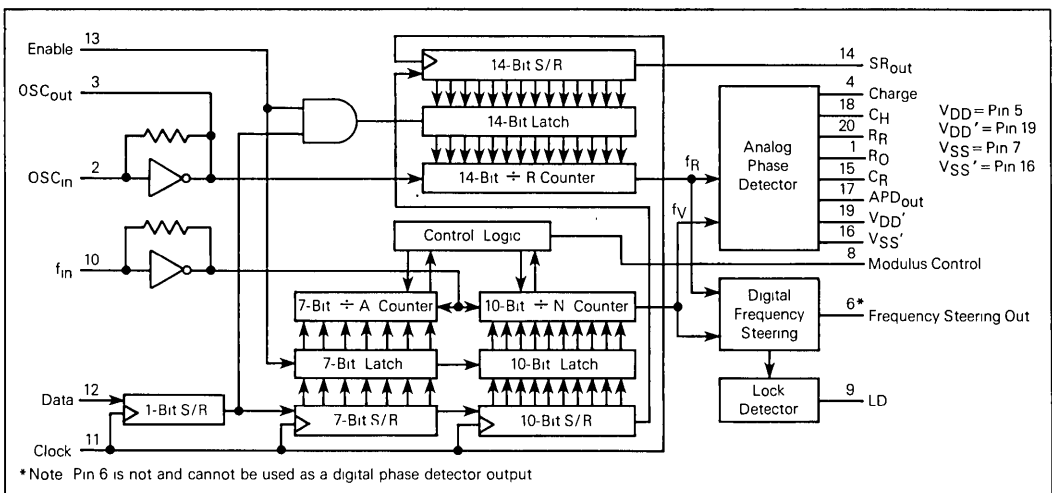 Enable 13
OSCout 3
OSCin 2
fin 10
Data 12
Clock 11
14-Bit S/R
14-Bit Latch
14-Bit ÷ R Counter
Control Logic
7-Bit ÷ A Counter
10-Bit ÷ N Counter
7-Bit Latch
10-Bit Latch
1-Bit S/R
7-Bit S/R
10-Bit S/R
fR
fV
Analog
Phase
Detector
Digital
Frequency
Steering
Lock
Detector
14 SRout
4 Charge
18 CH
20 RR
1 RO
15 CR
17 APDout
19 VDD'
16 VSS'
8 Modulus Control
6* Frequency Steering Out
9 LD
VDD = Pin 5
VDD' = Pin 19
VSS = Pin 7
VSS' = Pin 16
*Note Pin 6 is not and cannot be used as a digital phase detector output